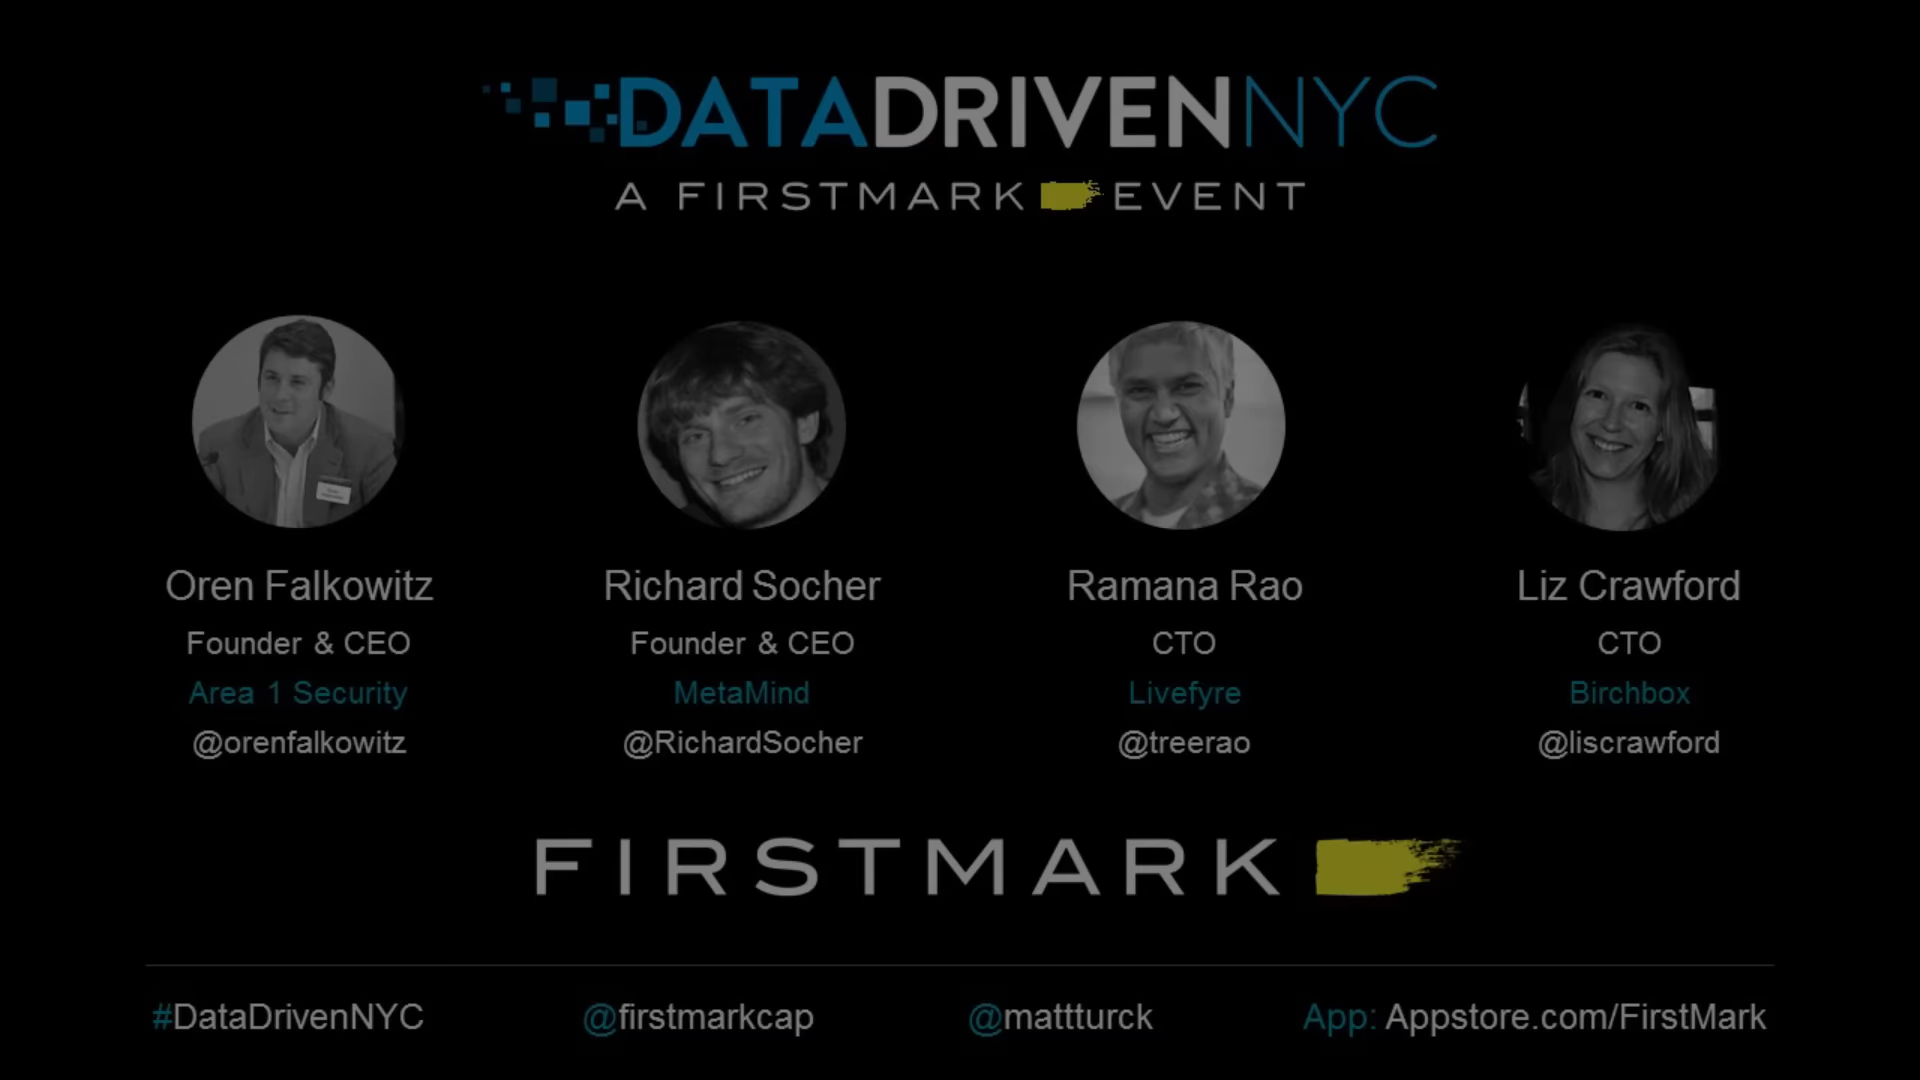 DATADRIVENNYC
A FIRSTMARK EVENT
Oren Falkowitz
Founder & CEO
Area 1 Security
@orenfalkowitz
Richard Socher
Founder & CEO
MetaMind
@RichardSocher
Ramana Rao
CTO
Livefyre
@treerao
Liz Crawford
CTO
Birchbox
@liscrawford
FIRSTMARK
#DataDrivenNYC
@firstmarkcap
@mattturck
App: Appstore.com/FirstMark